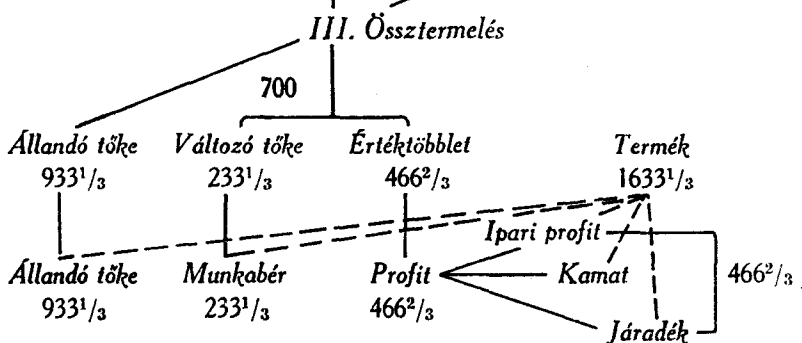 III. Össztermelés
700
Állandó tőke Változó tőke Értéktöbblet Termék
933¹/₃ 233¹/₃ 466²/₃ 1633¹/₃
Ipari profit
Állandó tőke Munkabér Profit Kamat 466²/₃
933¹/₃ 233¹/₃ 466²/₃
Járadék